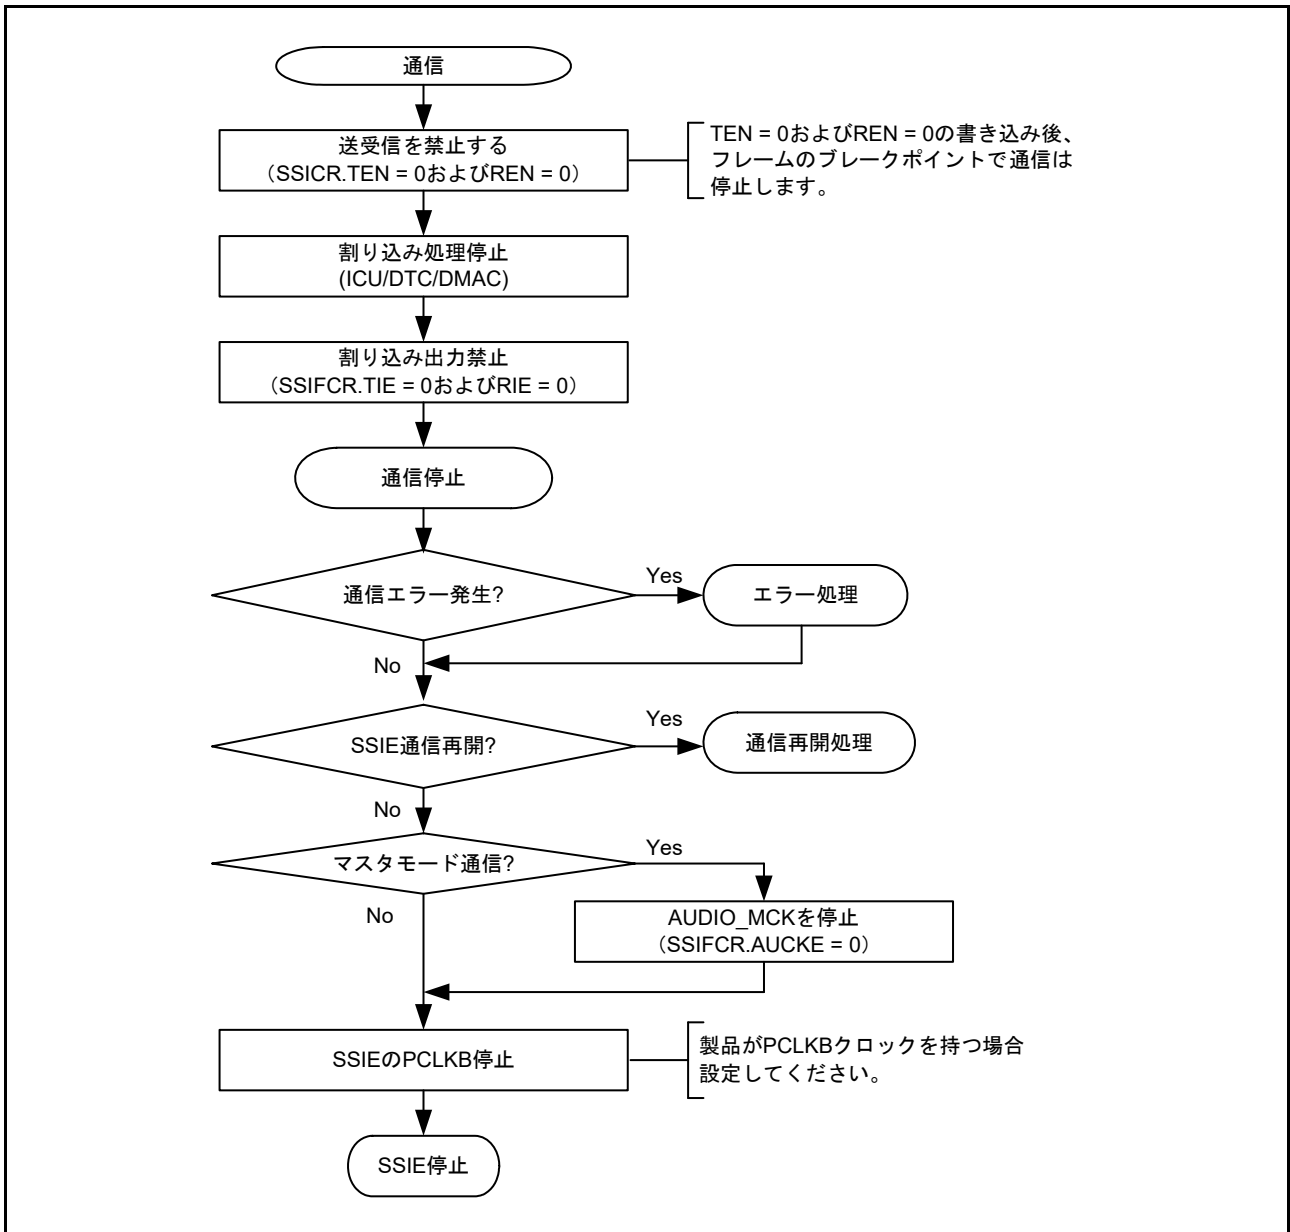 通信
送受信を禁止する
（SSICR.TEN = 0およびREN = 0）
TEN = 0およびREN = 0の書き込み後、
フレームのブレークポイントで通信は
停止します。
割り込み処理停止
(ICU/DTC/DMAC)
割り込み出力禁止
（SSIFCR.TIE = 0およびRIE = 0）
通信停止
通信エラー発生?
Yes
エラー処理
No
SSIE通信再開?
Yes
通信再開処理
No
マスタモード通信?
Yes
No
AUDIO_MCKを停止
（SSIFCR.AUCKE = 0）
SSIEのPCLKB停止
製品がPCLKBクロックを持つ場合
設定してください。
SSIE停止